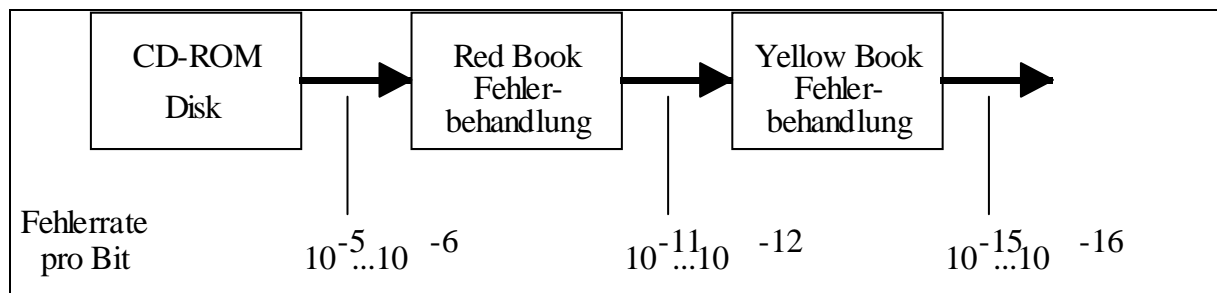 CD-ROM
Disk
Red Book
Fehler-
behandlung
Yellow Book
Fehler-
behandlung
Fehlerrate
pro Bit
10⁻⁵...10⁻⁶
10⁻¹¹...10⁻¹²
10⁻¹⁵...10⁻¹⁶